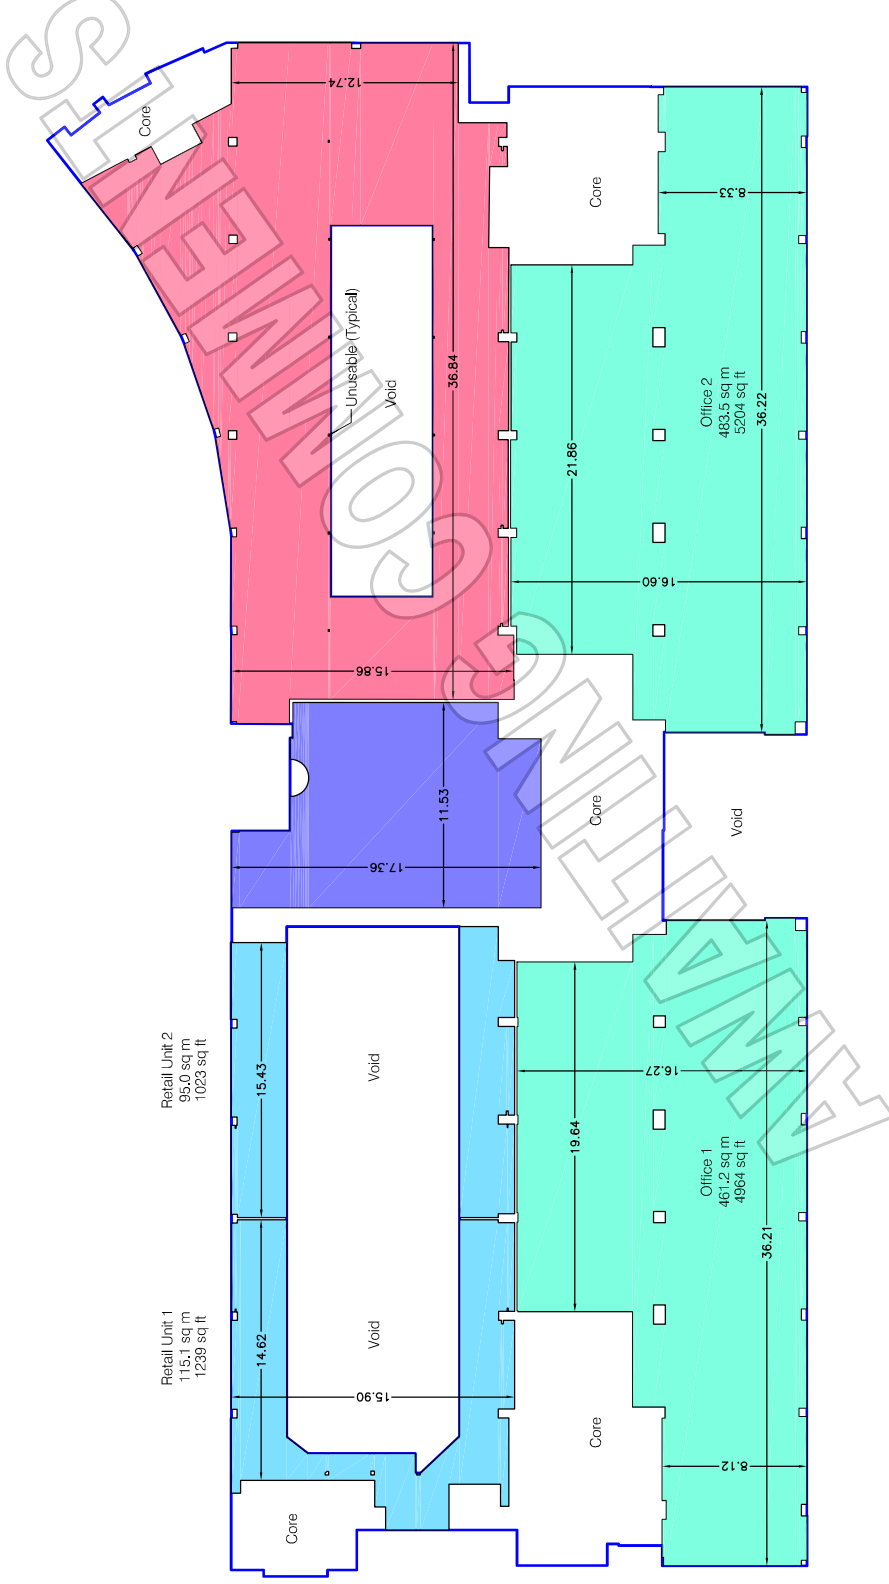 Core
12.74
Core
8.33
Unusable (Typical)
Void
36.84
21.86
Office 2
483.5 sq m
5204 sq ft
36.22
16.60
15.86
AWAITING COMMENTS
11.53
17.36
Core
Void
Retail Unit 2
95.0 sq m
1023 sq ft
15.43
Void
16.27
19.64
Office 1
461.2 sq m
4964 sq ft
36.21
Retail Unit 1
115.1 sq m
1239 sq ft
14.62
Void
15.90
Core
8.12
Core